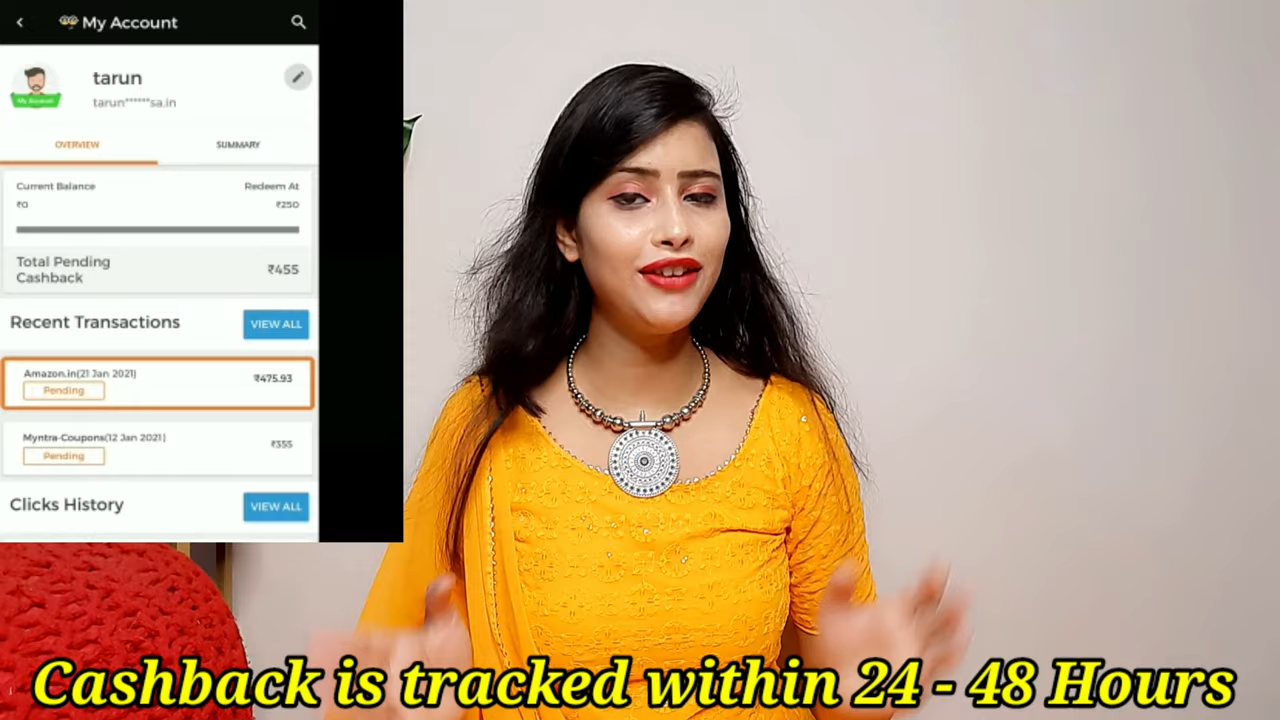 My Account
tarun
My Account
tarun******sa.in
OVERVIEW SUMMARY
Current Balance Redeem At
₹0 ₹250
Total Pending
Cashback ₹455
Recent Transactions VIEW ALL
Amazon.in(21 Jan 2021) ₹475.93
Pending
Myntra-Coupons(12 Jan 2021) ₹355
Pending
Clicks History VIEW ALL
Cashback is tracked within 24 - 48 Hours